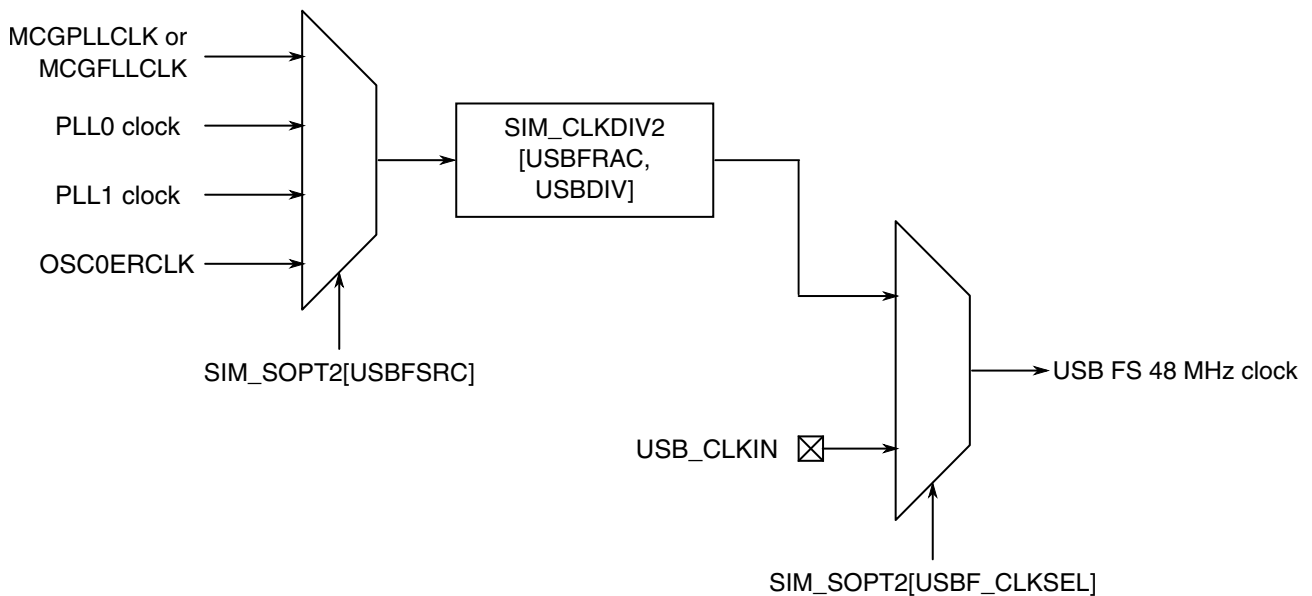 MCGPLLCLK or
MCGFLLCLK
PLL0 clock
PLL1 clock
OSC0ERCLK
SIM_CLKDIV2
[USBFRAC,
USBDIV]
SIM_SOPT2[USBFSRC]
USB FS 48 MHz clock
USB_CLKIN
SIM_SOPT2[USBF_CLKSEL]